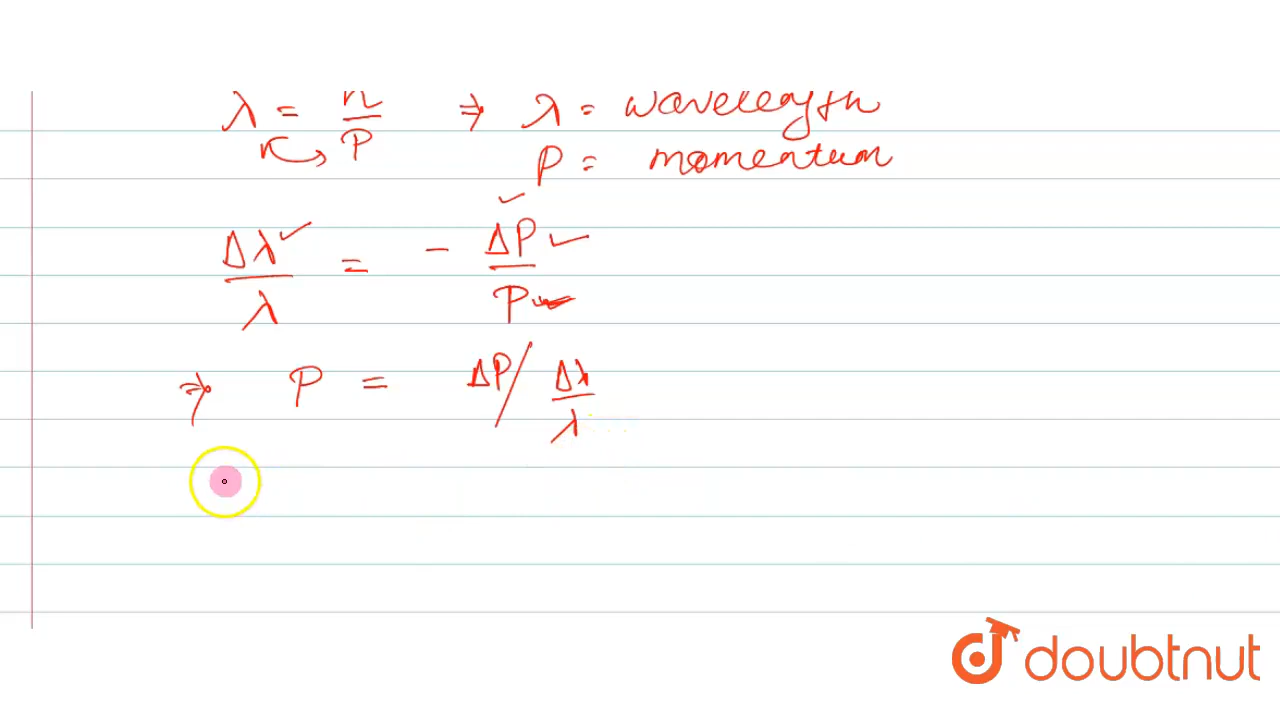 λ = h/P ⇒ λ = wavelength
P = momentum
Δλ/λ = - ΔP/P
⇒ P = ΔP / Δλ/λ
doubtnut